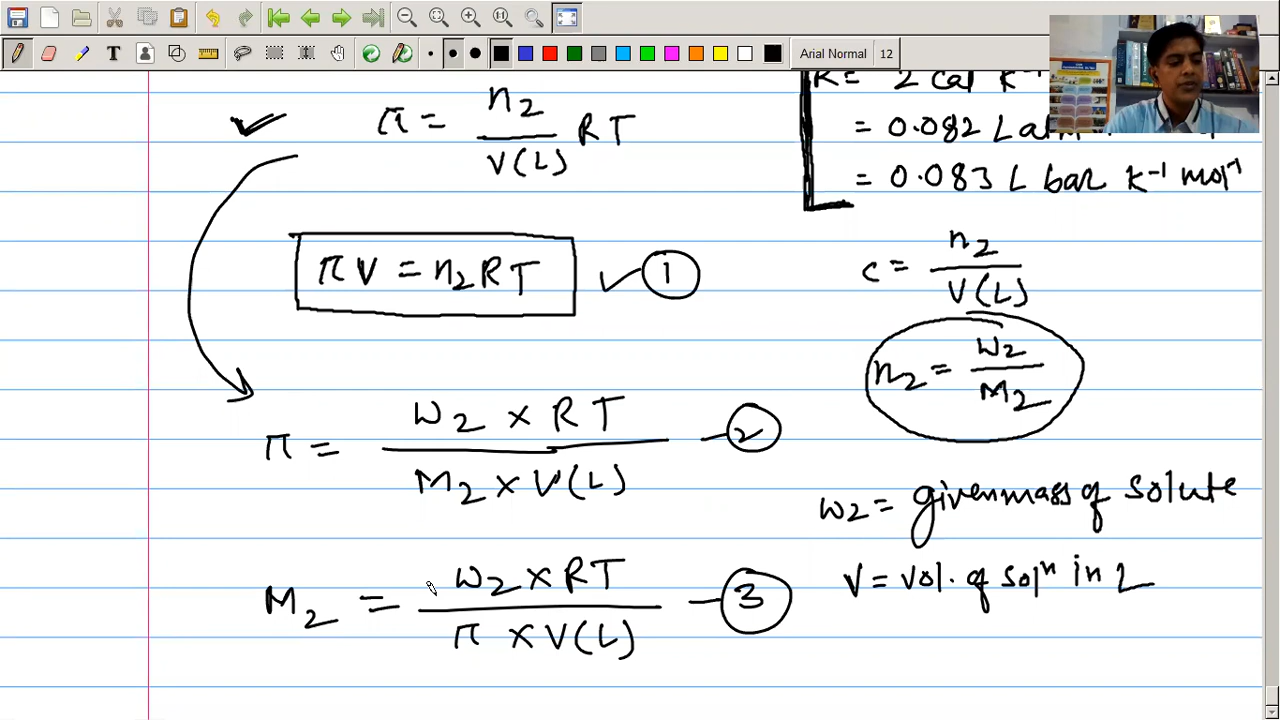 Arial Normal 12
π = n₂/V(L) RT
πV = n₂RT ✓ ①
π = w₂ × RT / M₂ × V(L) — ②
M₂ = w₂ × RT / π × V(L) — ③
R = 2 Cal K⁻¹
= 0.082 L atm
= 0.083 L bar K⁻¹ mol⁻¹
c = n₂/V(L)
n₂ = w₂/M₂
w₂ = given mass of solute
V = vol. of solⁿ in L